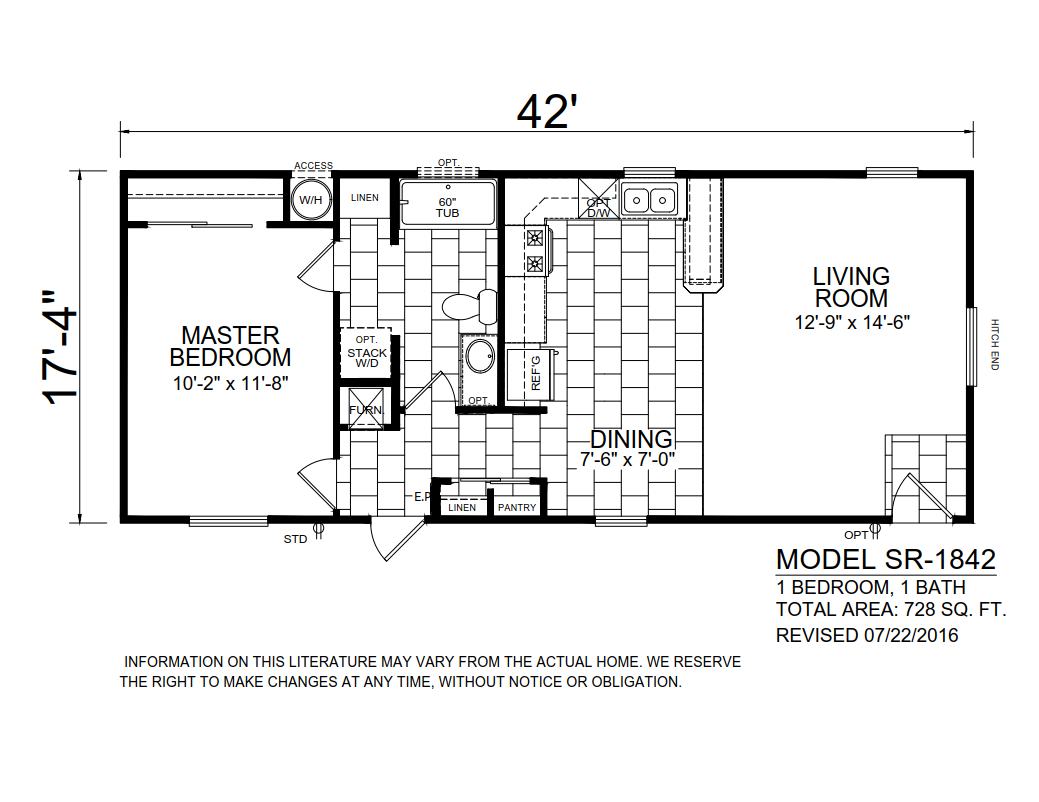 42'
17'-4"
ACCESS
OPT.
W/H
LINEN
60"
TUB
OPT
D/W
LIVING
ROOM
12'-9" x 14'-6"
HITCH END
MASTER
BEDROOM
10'-2" x 11'-8"
OPT.
STACK
W/D
REF'G
OPT.
FURN.
DINING
7'-6" x 7'-0"
E.P
LINEN
PANTRY
STD
OPT
MODEL SR-1842
1 BEDROOM, 1 BATH
TOTAL AREA: 728 SQ. FT.
REVISED 07/22/2016
INFORMATION ON THIS LITERATURE MAY VARY FROM THE ACTUAL HOME. WE RESERVE
THE RIGHT TO MAKE CHANGES AT ANY TIME, WITHOUT NOTICE OR OBLIGATION.